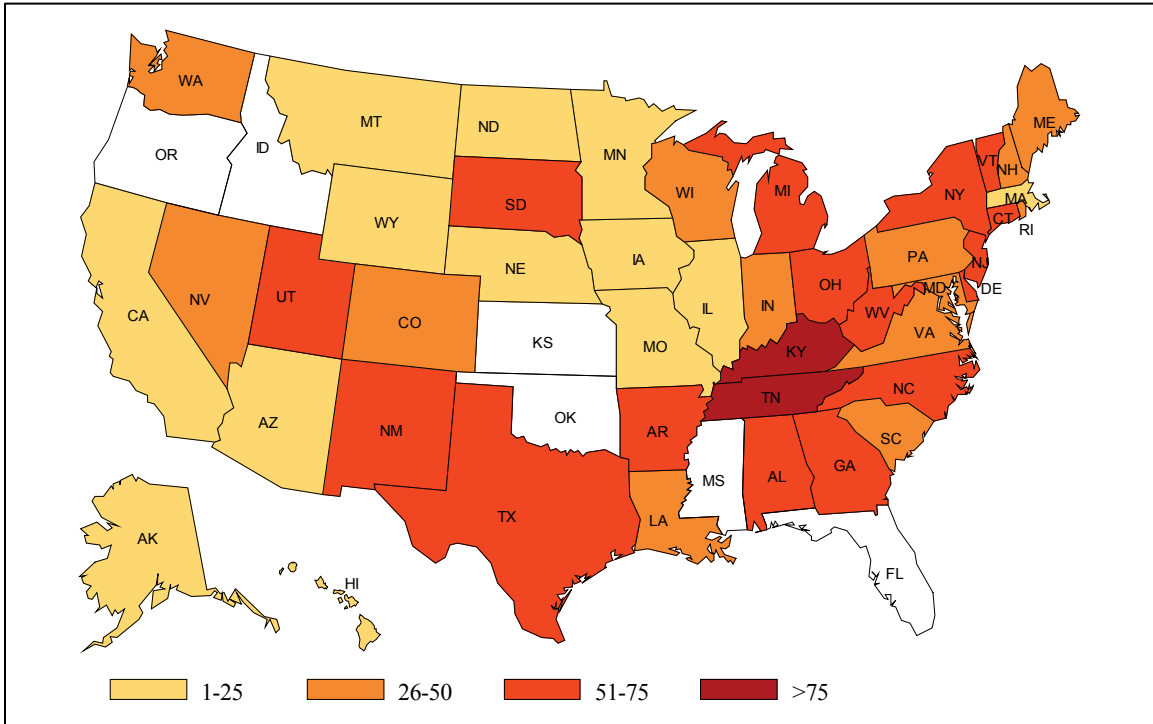 WA
MT
ND
MN
ME
OR
ID
VT
NH
WI
MI
NY
MA
SD
WY
CT
RI
IA
PA
NE
NJ
NV
UT
IL
IN
OH
MD
DE
CA
CO
WV
VA
KS
MO
KY
NC
TN
AZ
NM
OK
AR
SC
MS
AL
GA
TX
LA
AK
FL
HI
1-25
26-50
51-75
>75